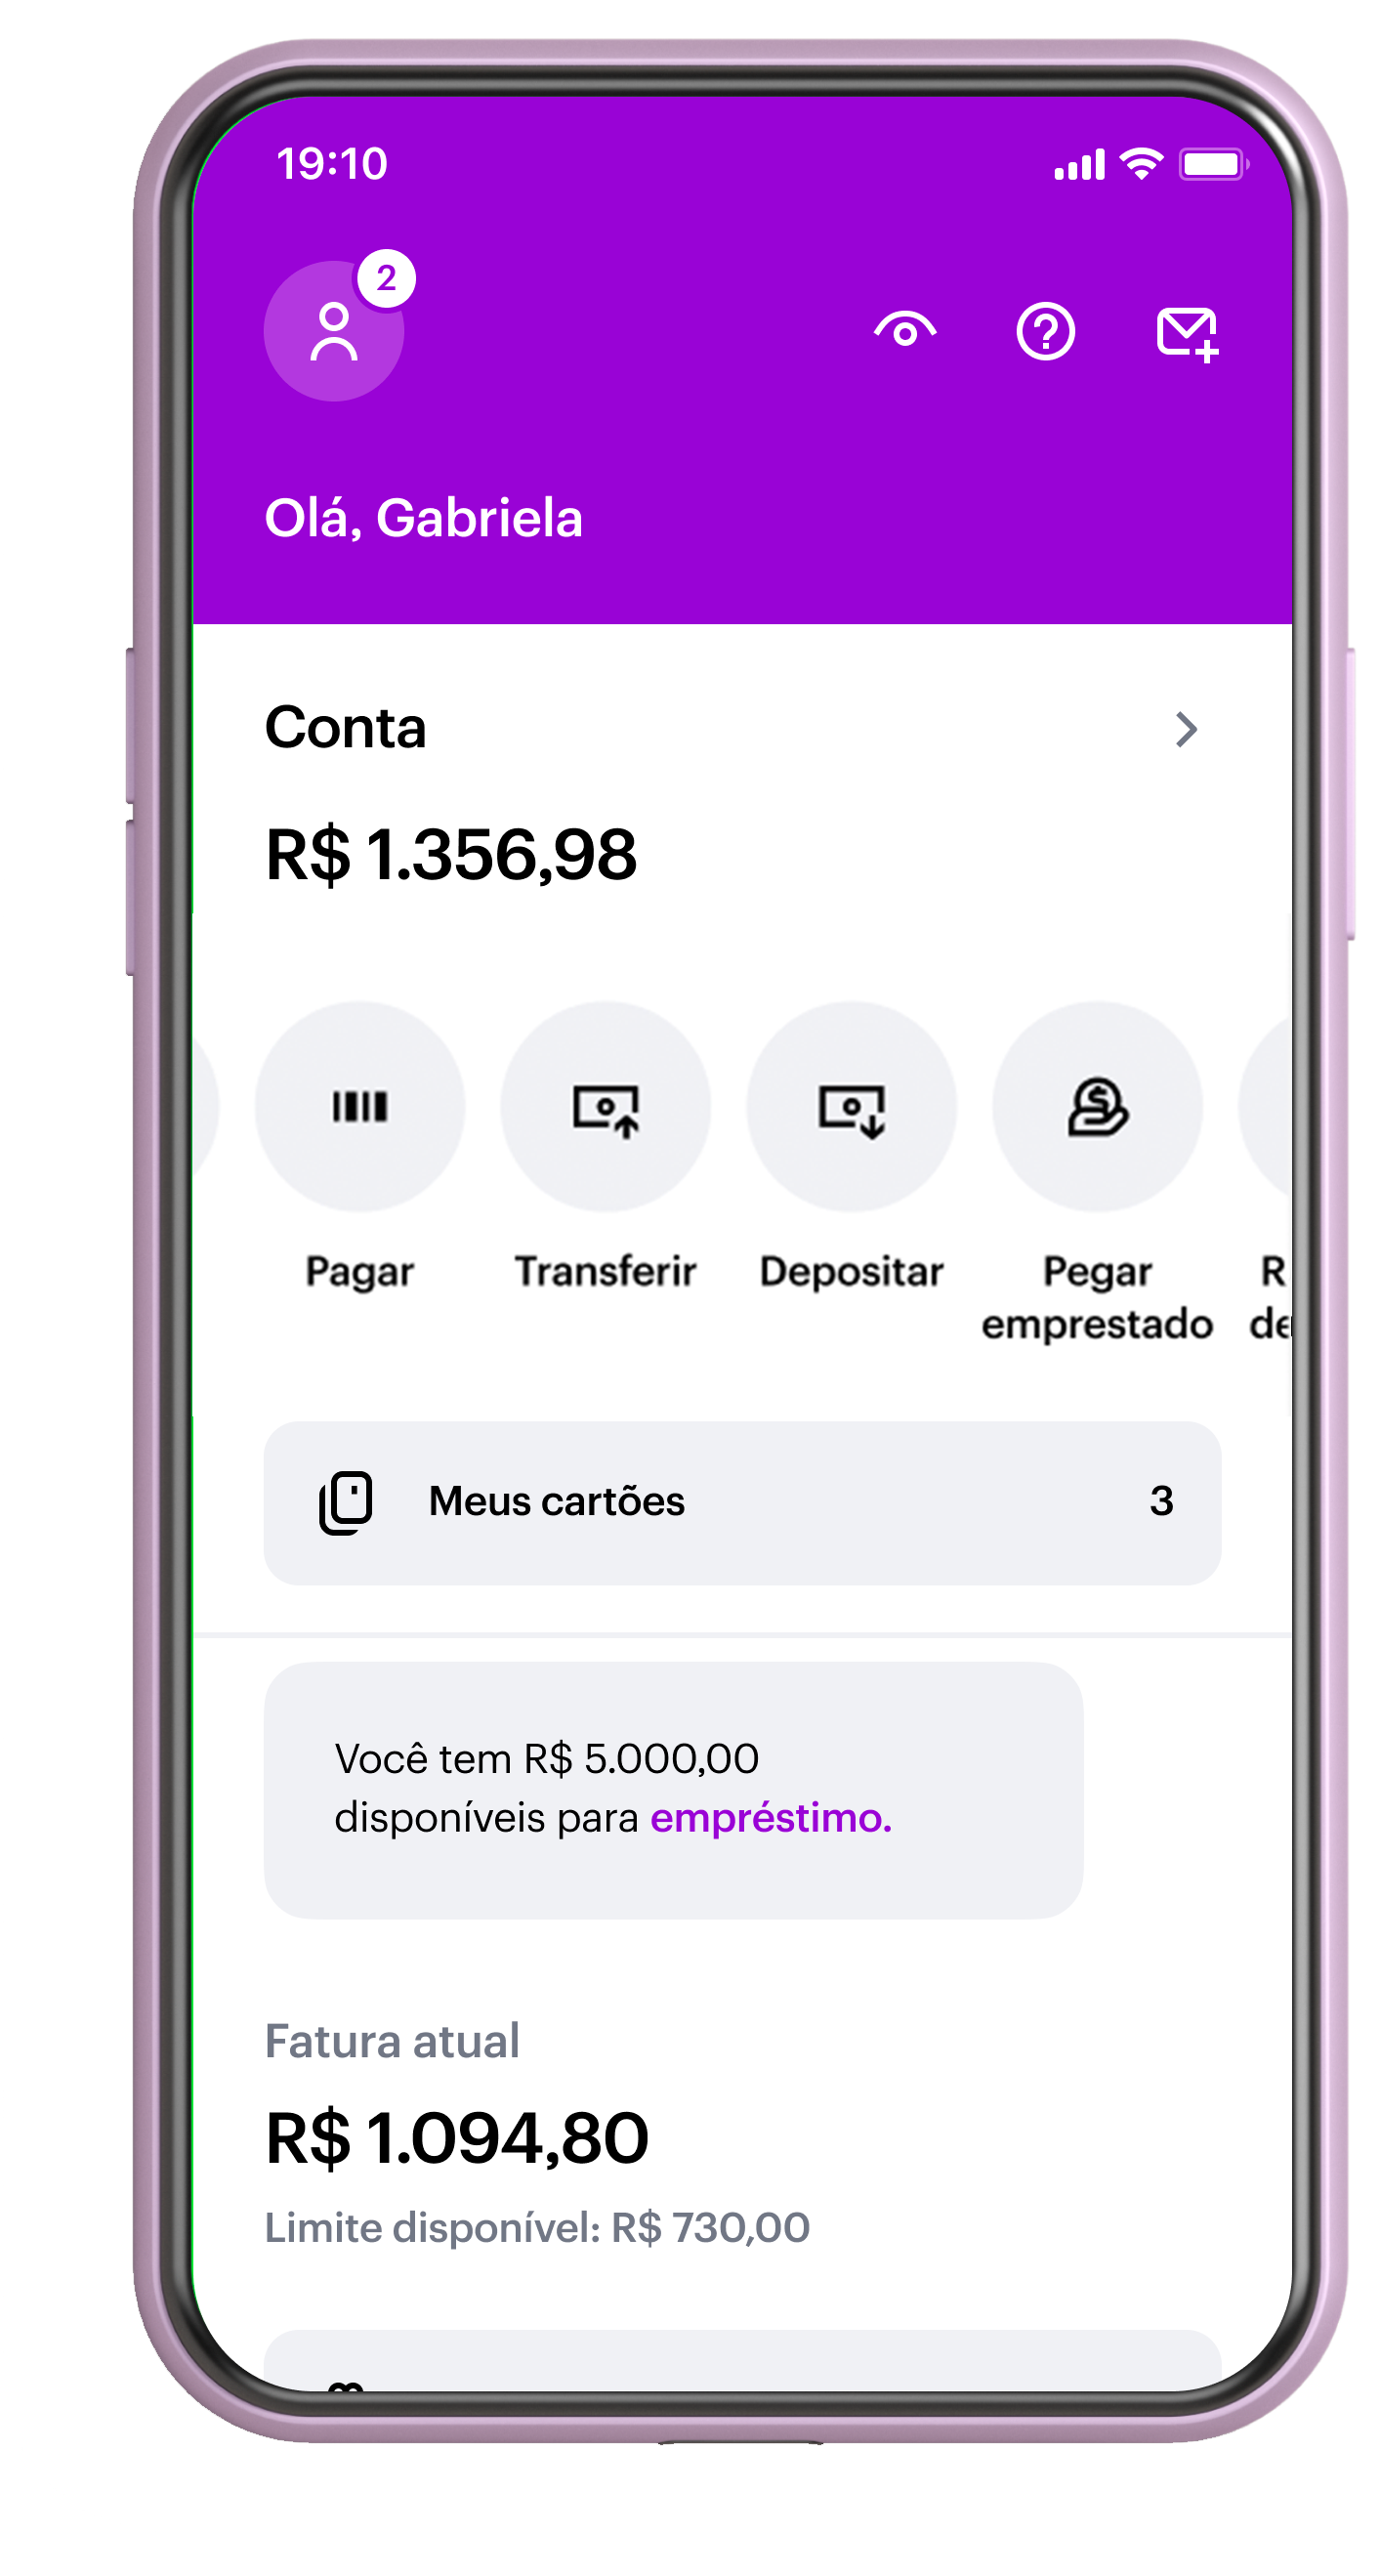 19:10
2
Olá, Gabriela
Conta
R$ 1.356,98
Pagar
Transferir
Depositar
Pegar
emprestado
Meus cartões
3
Você tem R$ 5.000,00
disponíveis para empréstimo.
Fatura atual
R$ 1.094,80
Limite disponível: R$ 730,00